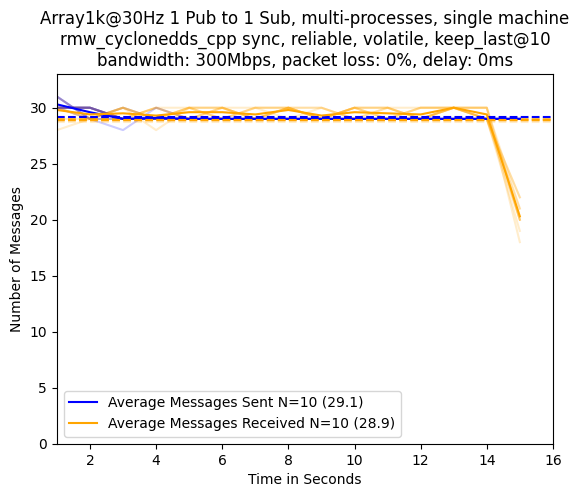 Array1k@30Hz 1 Pub to 1 Sub, multi-processes, single machine
rmw_cyclonedds_cpp sync, reliable, volatile, keep_last@10
bandwidth: 300Mbps, packet loss: 0%, delay: 0ms
30
25
20
15
10
5
0
Number of Messages
Average Messages Sent N=10 (29.1)
Average Messages Received N=10 (28.9)
2 4 6 8 10 12 14 16
Time in Seconds